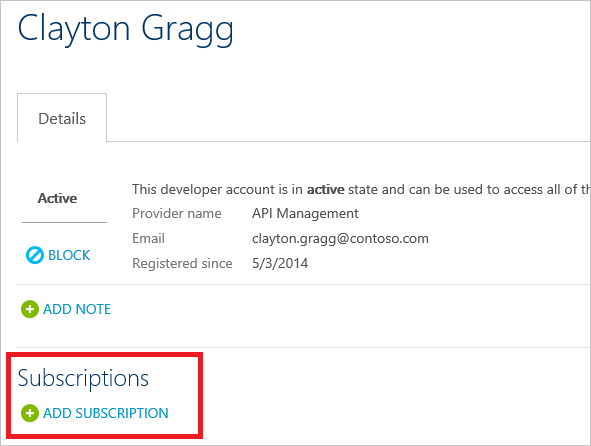 Clayton Gragg
Details
Active
This developer account is in active state and can be used to access all of
Provider name API Management
Email clayton.gragg@contoso.com
Registered since 5/3/2014
BLOCK
ADD NOTE
Subscriptions
ADD SUBSCRIPTION